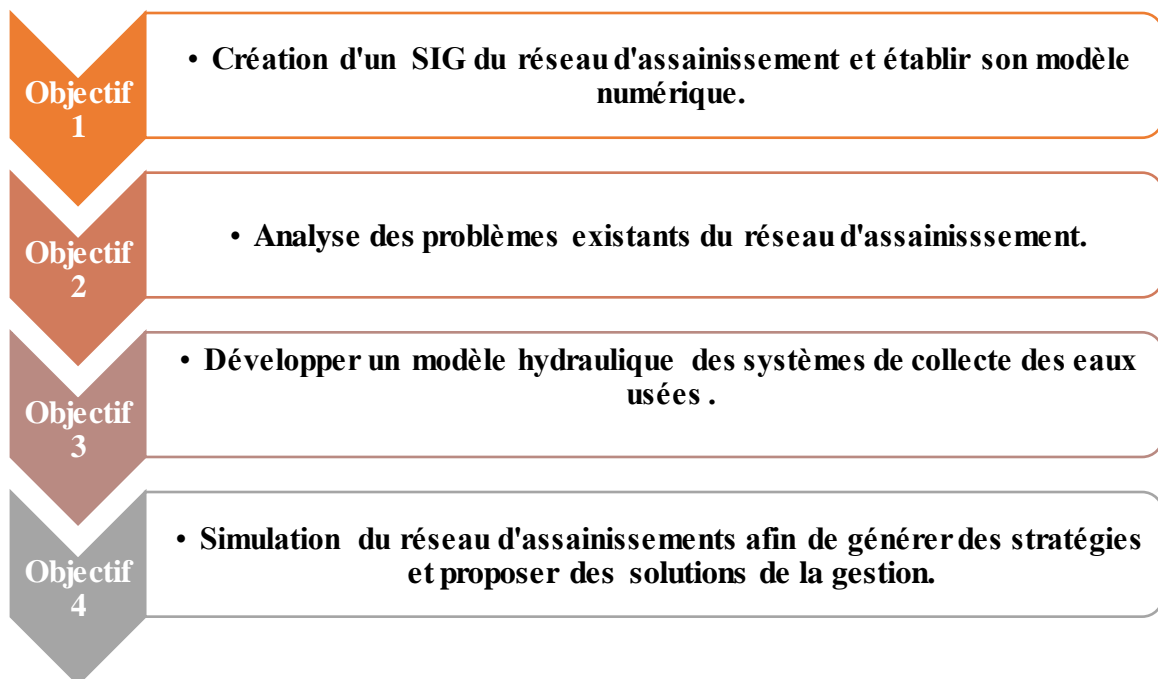 Objectif
1
• Création d'un SIG du réseau d'assainissement et établir son modèle
numérique.
Objectif
2
• Analyse des problèmes existants du réseau d'assainisssement.
Objectif
3
• Développer un modèle hydraulique des systèmes de collecte des eaux
usées .
Objectif
4
• Simulation du réseau d'assainissements afin de générer des stratégies
et proposer des solutions de la gestion.